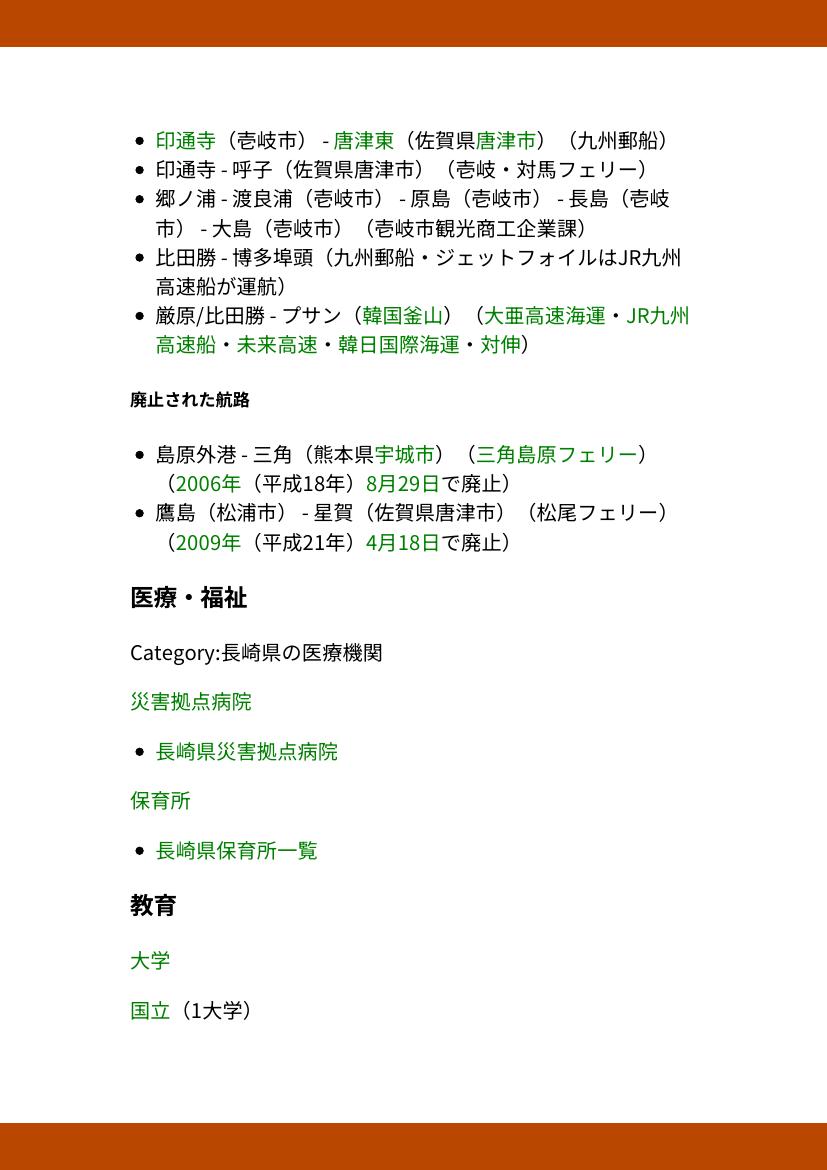 印通寺（壱岐市） - 唐津東（佐賀県唐津市）（九州郵船）
印通寺 - 呼子（佐賀県唐津市）（壱岐・対馬フェリー）
郷ノ浦 - 渡良浦（壱岐市） - 原島（壱岐市） - 長島（壱岐
市） - 大島（壱岐市）（壱岐市観光商工企業課）
比田勝 - 博多埠頭（九州郵船・ジェットフォイルはJR九州
高速船が運航）
厳原/比田勝 - プサン（韓国釜山）（大亜高速海運・JR九州
高速船・未来高速・韓日国際海運・対伸）
廃止された航路
島原外港 - 三角（熊本県宇城市）（三角島原フェリー）
（2006年（平成18年）8月29日で廃止）
鷹島（松浦市） - 星賀（佐賀県唐津市）（松尾フェリー）
（2009年（平成21年）4月18日で廃止）
医療・福祉
Category:長崎県の医療機関
災害拠点病院
長崎県災害拠点病院
保育所
長崎県保育所一覧
教育
大学
国立（1大学）